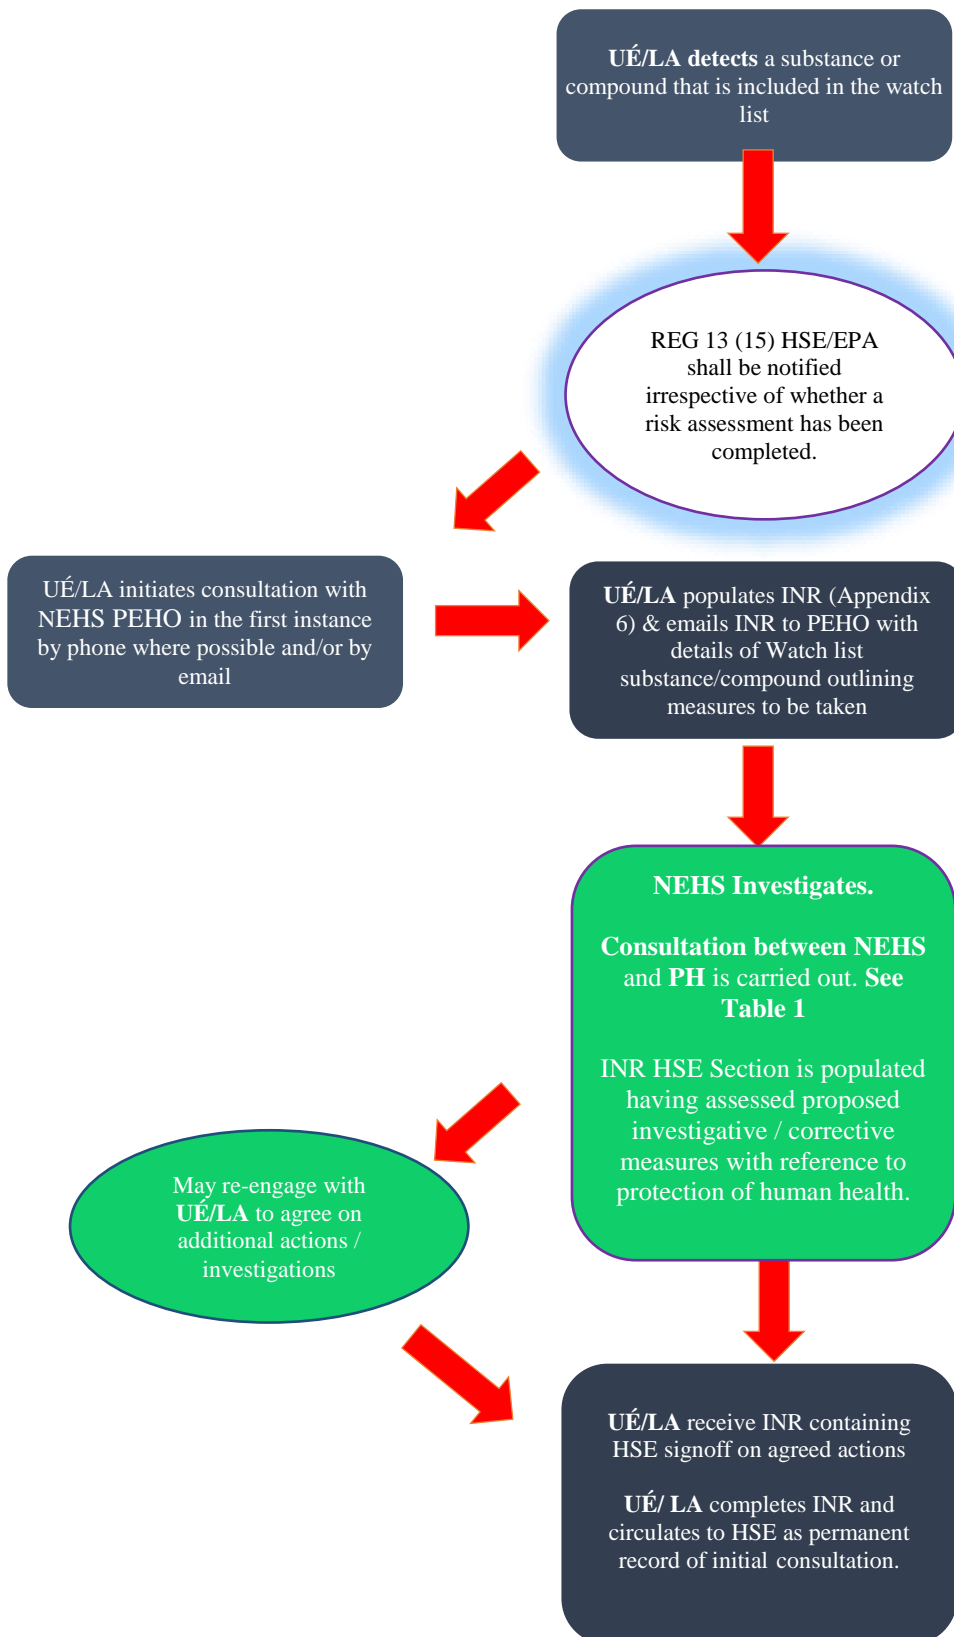 UÉ/LA detects a substance or
compound that is included in the watch
list
REG 13 (15) HSE/EPA
shall be notified
irrespective of whether a
risk assessment has been
completed.
UÉ/LA initiates consultation with
NEHS PEHO in the first instance
by phone where possible and/or by
email
UÉ/LA populates INR (Appendix
6) & emails INR to PEHO with
details of Watch list
substance/compound outlining
measures to be taken
NEHS Investigates.
Consultation between NEHS
and PH is carried out. See
Table 1
INR HSE Section is populated
having assessed proposed
investigative / corrective
measures with reference to
protection of human health.
May re-engage with
UÉ/LA to agree on
additional actions /
investigations
UÉ/LA receive INR containing
HSE signoff on agreed actions
UÉ/ LA completes INR and
circulates to HSE as permanent
record of initial consultation.